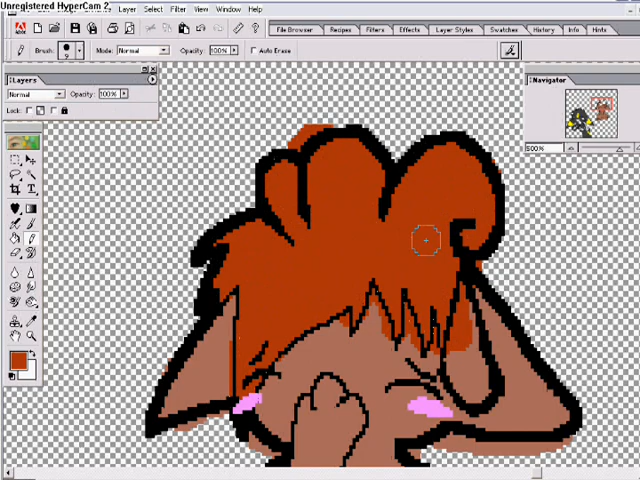 Unregistered HyperCam 2
Layer Select Filter View Window Help
File Browser Recipes Filters Effects Layer Styles Swatches History Info Hints
Brush: 9 Mode: Normal Opacity: 100% Auto Erase
Layers
Normal Opacity: 100%
Lock:
Navigator
500%
T